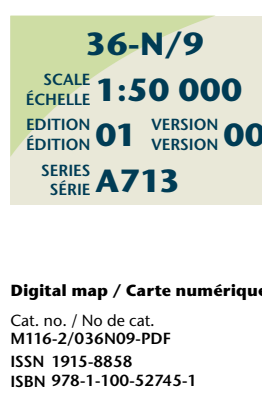 36-N/9
SCALE
ÉCHELLE 1:50 000
EDITION
ÉDITION 01 VERSION
VERSION 00
SERIES
SÉRIE A713
Digital map / Carte numérique
Cat. no. / No de cat.
M116-2/036N09-PDF
ISSN 1915-8858
ISBN 978-1-100-52745-1